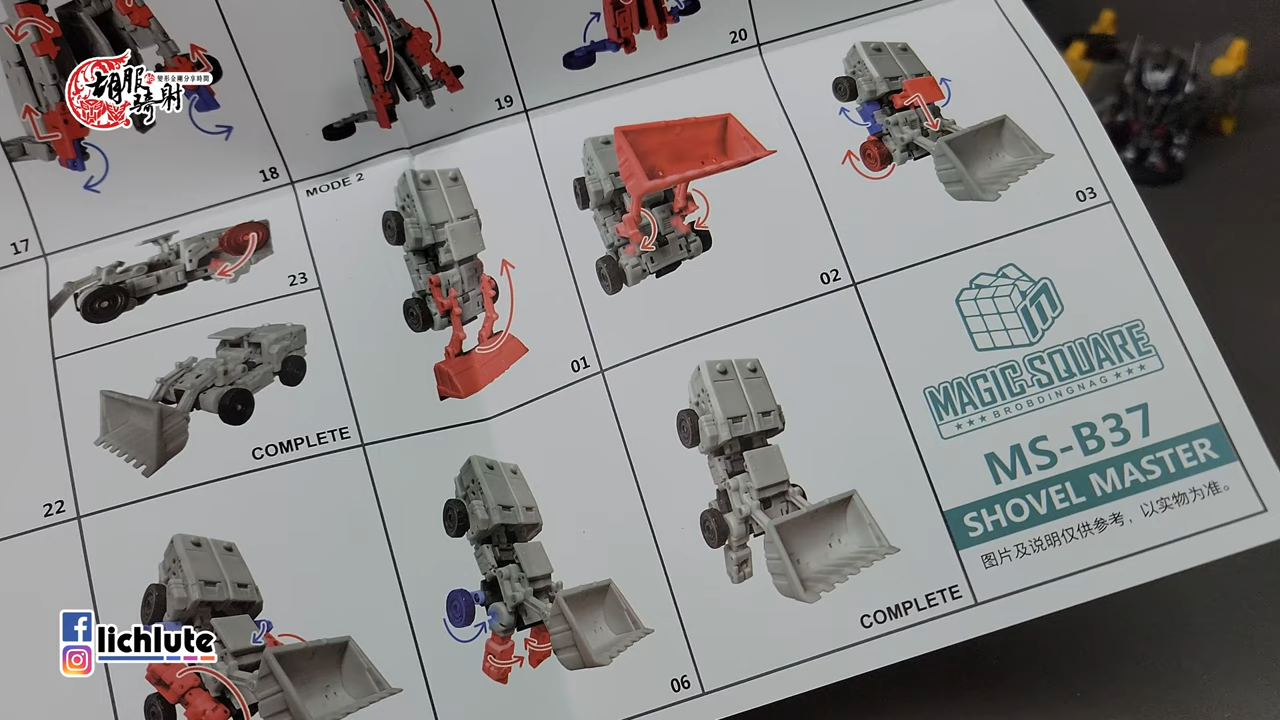 胡服
騎射
變形金剛分享時間
20
19
18
17
MODE 2
03
02
01
23
22
COMPLETE
06
COMPLETE
MAGIC SQUARE
★★★ BROBDINGNAG ★★★
MS-B37
SHOVEL MASTER
图片及说明仅供参考，以实物为准。
lichlute